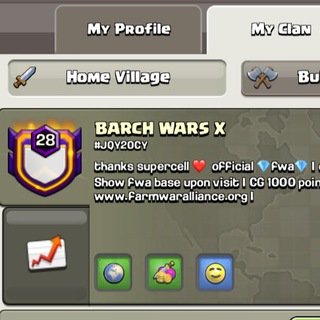 My Profile
My Clan
Home Village
Bu
28
BARCH WARS X
#JQY20CY
thanks supercell ❤️ official 💎fwa💎 |
Show fwa base upon visit | CG 1000 poin
www.farmwaralliance.org |